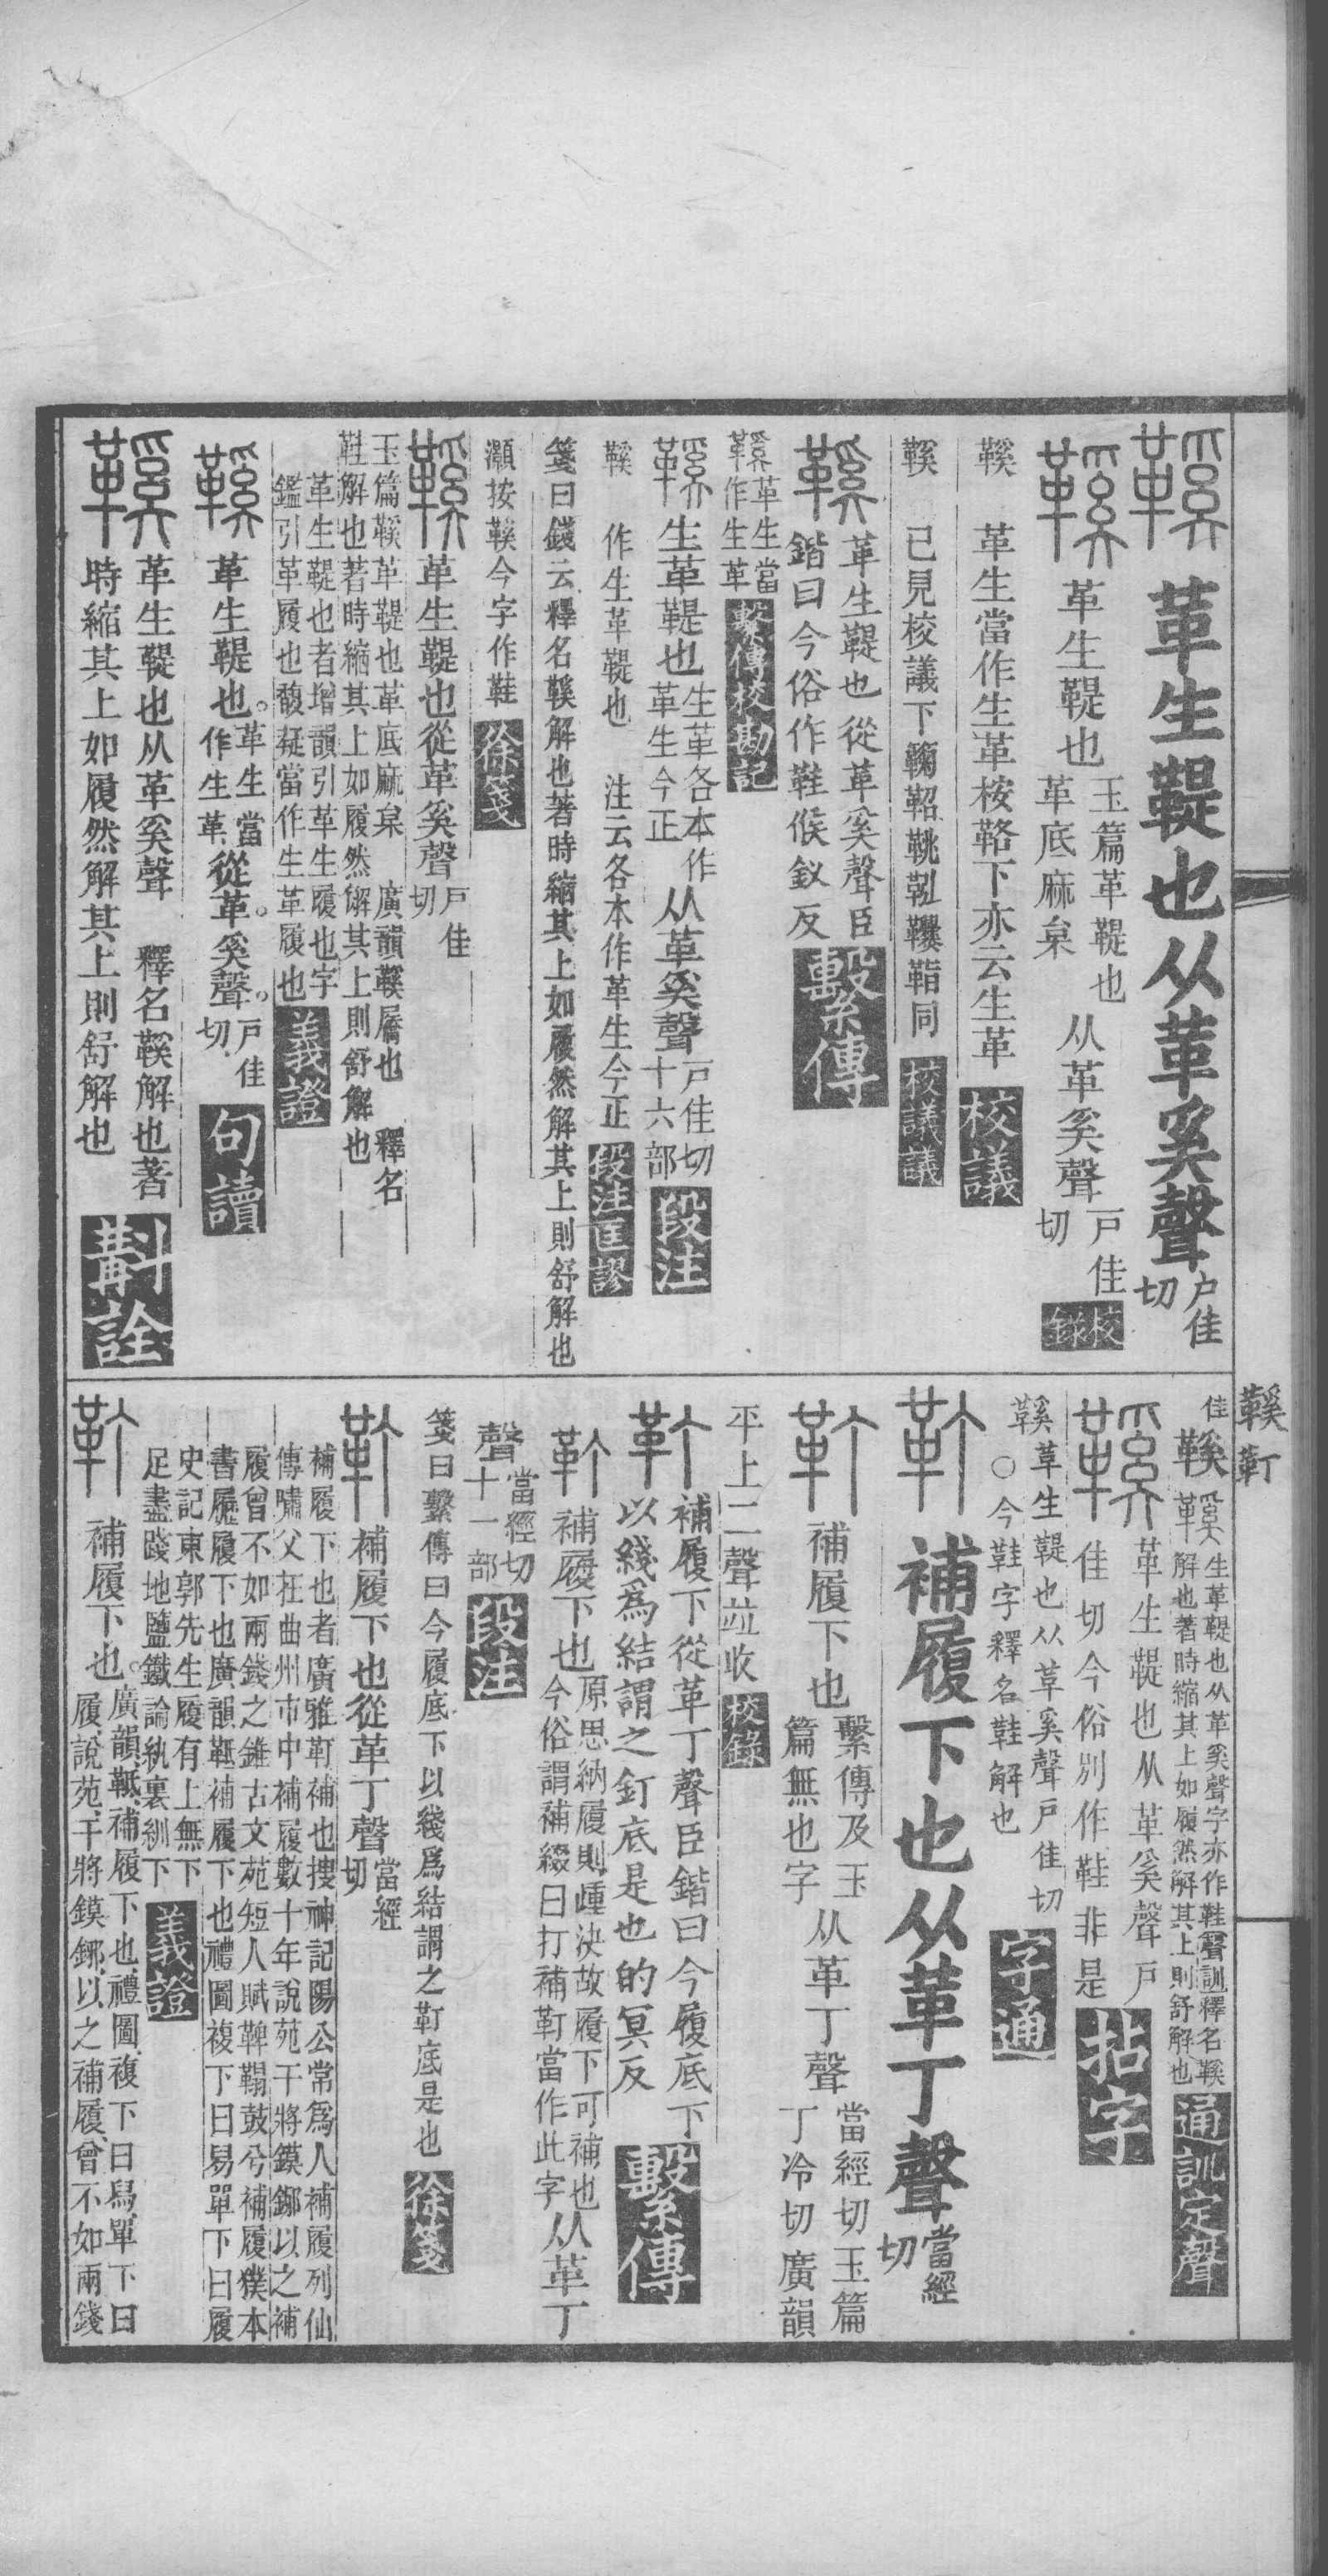 鞵 革生鞮也从革奚聲 户佳切
鞵 革生鞮也 玉篇革鞮也革底麻枲 从革奚聲 戸佳切 校錄
鞵 革生當作生革桉鞈下亦云生革 校議
鞵 已見校議下鞠鞀鞉鞔鞻鞊同 校議議
鞵 革生鞮也從革奚聲臣鍇曰今俗作鞋候釵反 繫傳
鞵革生當作生革 繫傳校勘記
鞵 生革鞮也 生革各本作革生今正 从革奚聲 戸佳切十六部 段注
鞵 作生革鞮也 注云各本作革生今正 段注匡謬
箋曰錢云釋名鞵解也著時縮其上如履然解其上則舒解也
灝按鞵今字作鞋 徐箋
鞵 革生鞮也從革奚聲 戸佳切
玉篇鞵革鞮也革底麻枲 廣韻鞵屩也 釋名
鞋解也著時縮其上如履然解其上則舒解也
革生鞮也者增韻引革生履也字
鑑引革履也馥疑當作生革履也 義證
鞵 革生鞮也。革生當作生革 從革。奚聲。戸佳切 句讀
鞵 革生鞮也从革奚聲 釋名鞵解也著
時縮其上如履然解其上則舒解也 斠詮
鞵 靪
佳
鞵 生革鞮也从革奚聲字亦作鞋聲訓釋名鞵
解也著時縮其上如履然解其上則舒解也 通訓定聲
鞵 革生鞮也从革奚聲戸
佳切今俗別作鞋非是 拈字
鞵革生鞮也从革奚聲戸佳切
○今鞋字釋名鞋解也 字通
靪 補履下也从革丁聲 當經切
靪 補履下也 繫傳及玉篇無也字 从革丁聲 當經切玉篇丁冷切廣韻
平上二聲並收 校錄
靪 補履下從革丁聲臣鍇曰今履底下
以綫爲結謂之釘底是也的冥反 繫傳
靪 補履下也 原思納履則踵決故履下可補也今俗謂補綴曰打補靪當作此字 从革丁
聲 當經切十一部 段注
箋曰繫傳曰今履底下以綫爲結謂之靪底是也 徐箋
靪 補履下也從革丁聲 當經切
補履下也者廣雅靪補也搜神記陽公常爲人補履列仙
傳嘯父在曲州市中補履數十年說苑干將鏌鋣以之補
履曾不如兩錢之錐古文苑短人賦鞞鞨鼓兮補履獛本
書屟履下也廣韻靯補履下也禮圖複下曰舄單下曰履
史記東郭先生履有上無下
足盡踐地鹽鐵論紈裏紃下 義證
靪 補履下也。廣韻、靯、補履下也、禮圖、複下曰舄、單下曰
履、說苑、干將鏌鋣、以之補履、曾不如兩錢